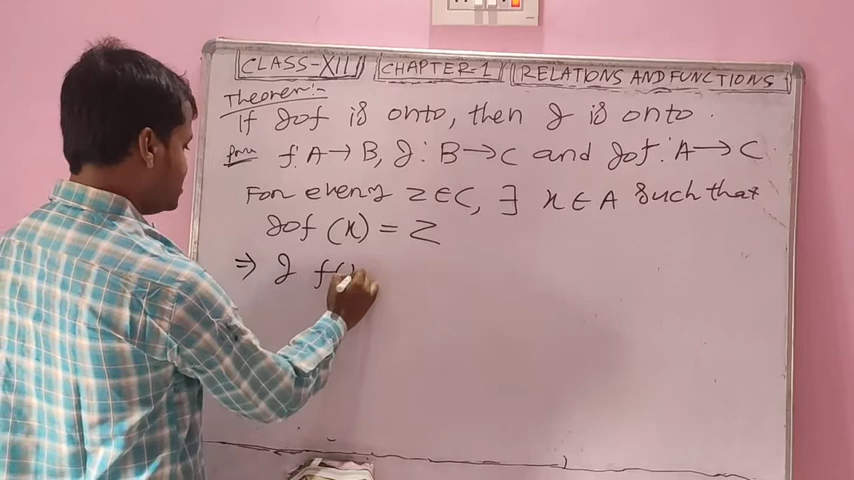 CLASS-XII CHAPTER-1 RELATIONS AND FUNCTIONS
Theorem:-
If gof is onto, then g is onto.
f: A → B, g: B → C and gof: A → C
For every z ∈ C, ∃ x ∈ A such that
gof (x) = z
⇒ g f(